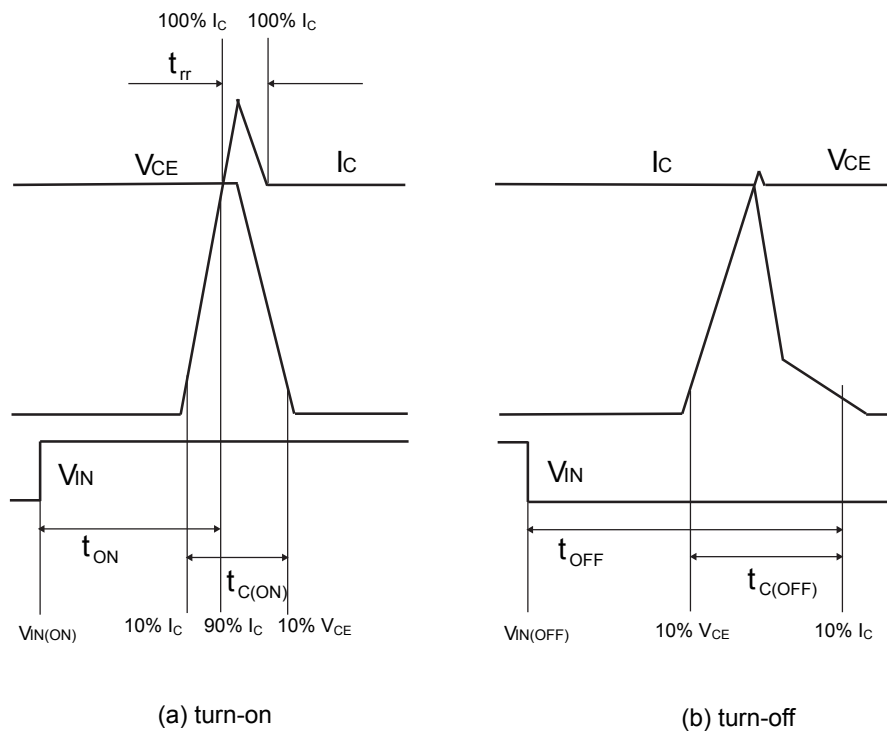 100% IC 100% IC
trr
VCE IC
VIN
tON
tC(ON)
VIN(ON) 10% IC 90% IC 10% VCE
(a) turn-on
IC VCE
VIN
tOFF
tC(OFF)
VIN(OFF) 10% VCE 10% IC
(b) turn-off